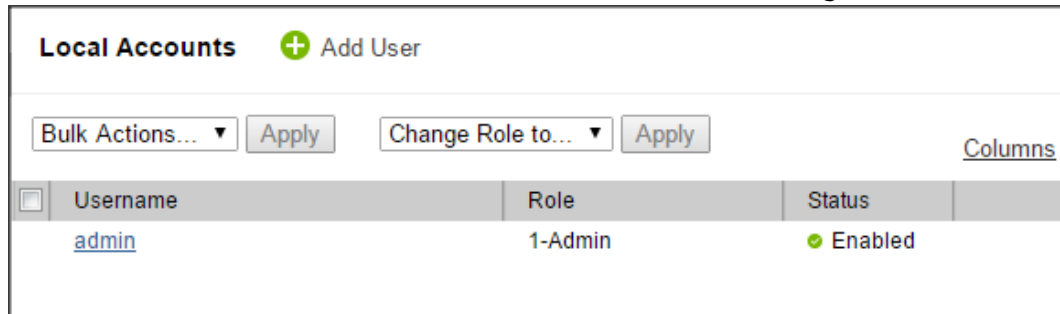 Local Accounts Add User
Bulk Actions... Apply Change Role to... Apply Columns
Username Role Status
admin 1-Admin Enabled